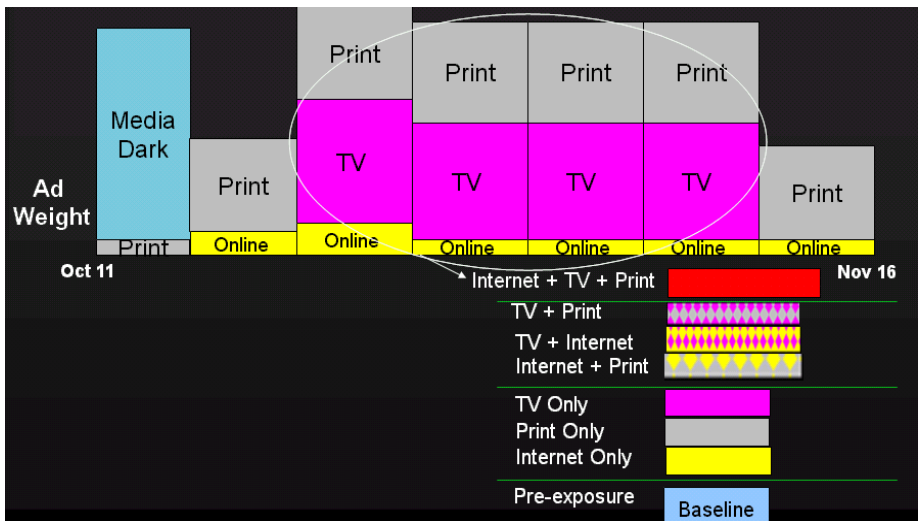 Print
Print
Print
Print
Media
Dark
TV
TV
TV
TV
Print
Print
Ad
Weight
Print
Online
Online
Online
Online
Online
Online
Oct 11
Nov 16
Internet + TV + Print
TV + Print
TV + Internet
Internet + Print
TV Only
Print Only
Internet Only
Pre-exposure
Baseline